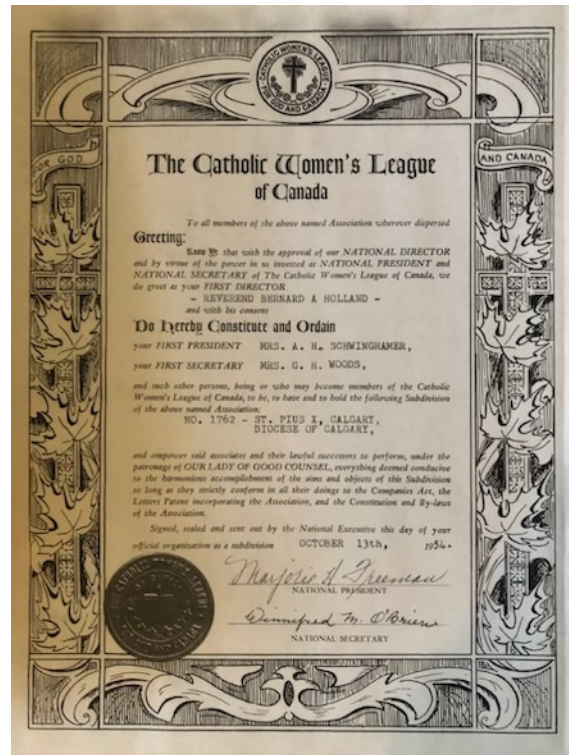 CATHOLIC WOMEN'S LEAGUE
FOR GOD AND CANADA
FOR GOD
AND CANADA
The Catholic Women's League
of Canada
To all members of the above named Association wherever dispersed
Greeting:
Know Ye that with the approval of our NATIONAL DIRECTOR
and by virtue of the power in us invested as NATIONAL PRESIDENT and
NATIONAL SECRETARY of The Catholic Women's League of Canada, we
do greet as your FIRST DIRECTOR
- REVEREND BERNARD A HOLLAND -
and with his consent
Do Hereby Constitute and Ordain
your FIRST PRESIDENT MRS. A. H. SCHWINGHAMER,
your FIRST SECRETARY MRS. G. H. WOODS,
and such other persons, being or who may become members of the Catholic
Women's League of Canada, to be, to have and to hold the following Subdivision
of the above named Association:
NO. 1762 - ST. PIUS X, CALGARY,
DIOCESE OF CALGARY,
and empower said associates and their lawful successors to perform, under the
patronage of OUR LADY OF GOOD COUNSEL, everything deemed conducive
to the harmonious accomplishment of the aims and objects of this Subdivision
so long as they strictly conform in all their doings to the Companies Act, the
Letters Patent incorporating the Association, and the Constitution and By-laws
of the Association.
Signed, sealed and sent out by the National Executive this day of your
official organization as a subdivision OCTOBER 13th, 1954.
Marjorie H Freeman
NATIONAL PRESIDENT
Winnifred M. O'Brien
NATIONAL SECRETARY